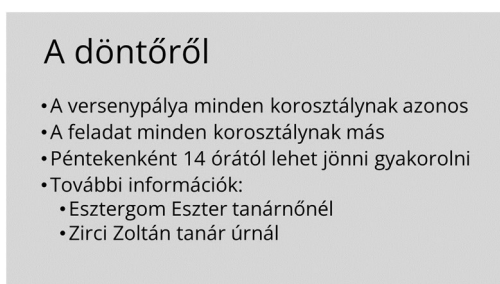 A döntőről
•A versenypálya minden korosztálynak azonos
•A feladat minden korosztálynak más
•Péntekenként 14 órától lehet jönni gyakorolni
•További információk:
•Esztergom Eszter tanárnőnél
•Zirci Zoltán tanár úrnál